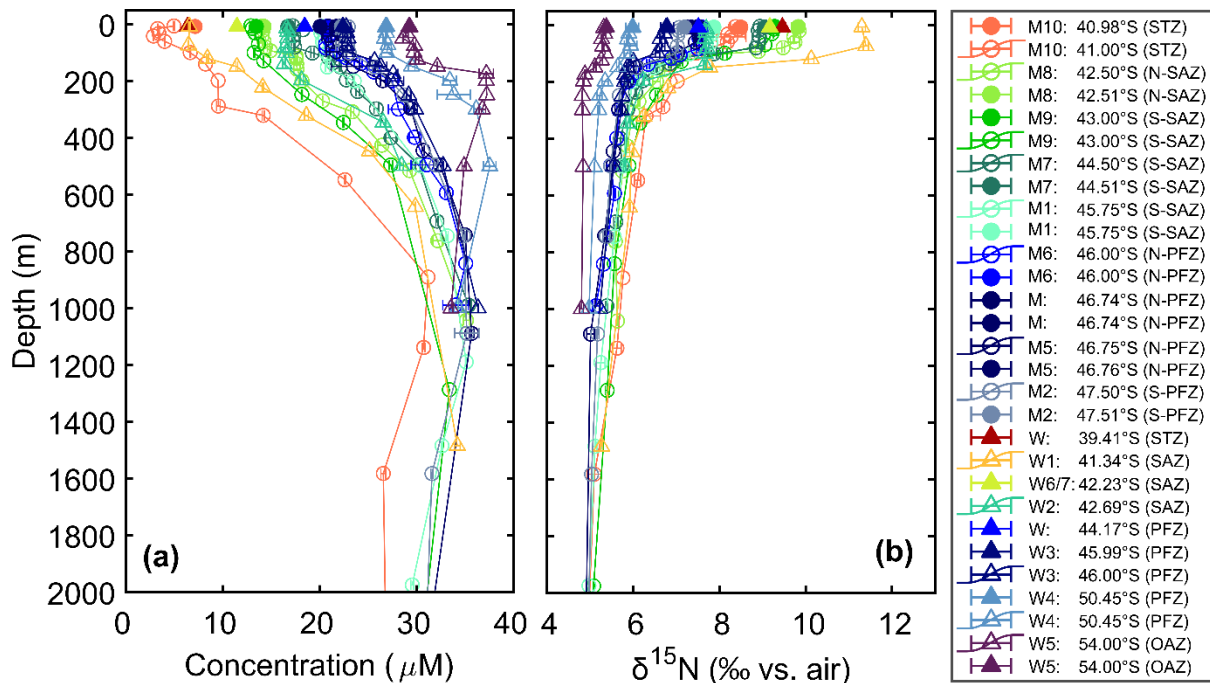 0
200
400
600
800
1000
1200
1400
1600
1800
2000
Depth (m)
(a)
0 10 20 30 40
Concentration ( μM)
(b)
4 6 8 10 12
δ15N (‰ vs. air)
M10: 40.98°S (STZ)
M10: 41.00°S (STZ)
M8: 42.50°S (N-SAZ)
M8: 42.51°S (N-SAZ)
M9: 43.00°S (S-SAZ)
M9: 43.00°S (S-SAZ)
M7: 44.50°S (S-SAZ)
M7: 44.51°S (S-SAZ)
M1: 45.75°S (S-SAZ)
M1: 45.75°S (S-SAZ)
M6: 46.00°S (N-PFZ)
M6: 46.00°S (N-PFZ)
M: 46.74°S (N-PFZ)
M: 46.74°S (N-PFZ)
M5: 46.75°S (N-PFZ)
M5: 46.76°S (N-PFZ)
M2: 47.50°S (S-PFZ)
M2: 47.51°S (S-PFZ)
W: 39.41°S (STZ)
W1: 41.34°S (SAZ)
W6/7: 42.23°S (SAZ)
W2: 42.69°S (SAZ)
W: 44.17°S (PFZ)
W3: 45.99°S (PFZ)
W3: 46.00°S (PFZ)
W4: 50.45°S (PFZ)
W4: 50.45°S (PFZ)
W5: 54.00°S (OAZ)
W5: 54.00°S (OAZ)